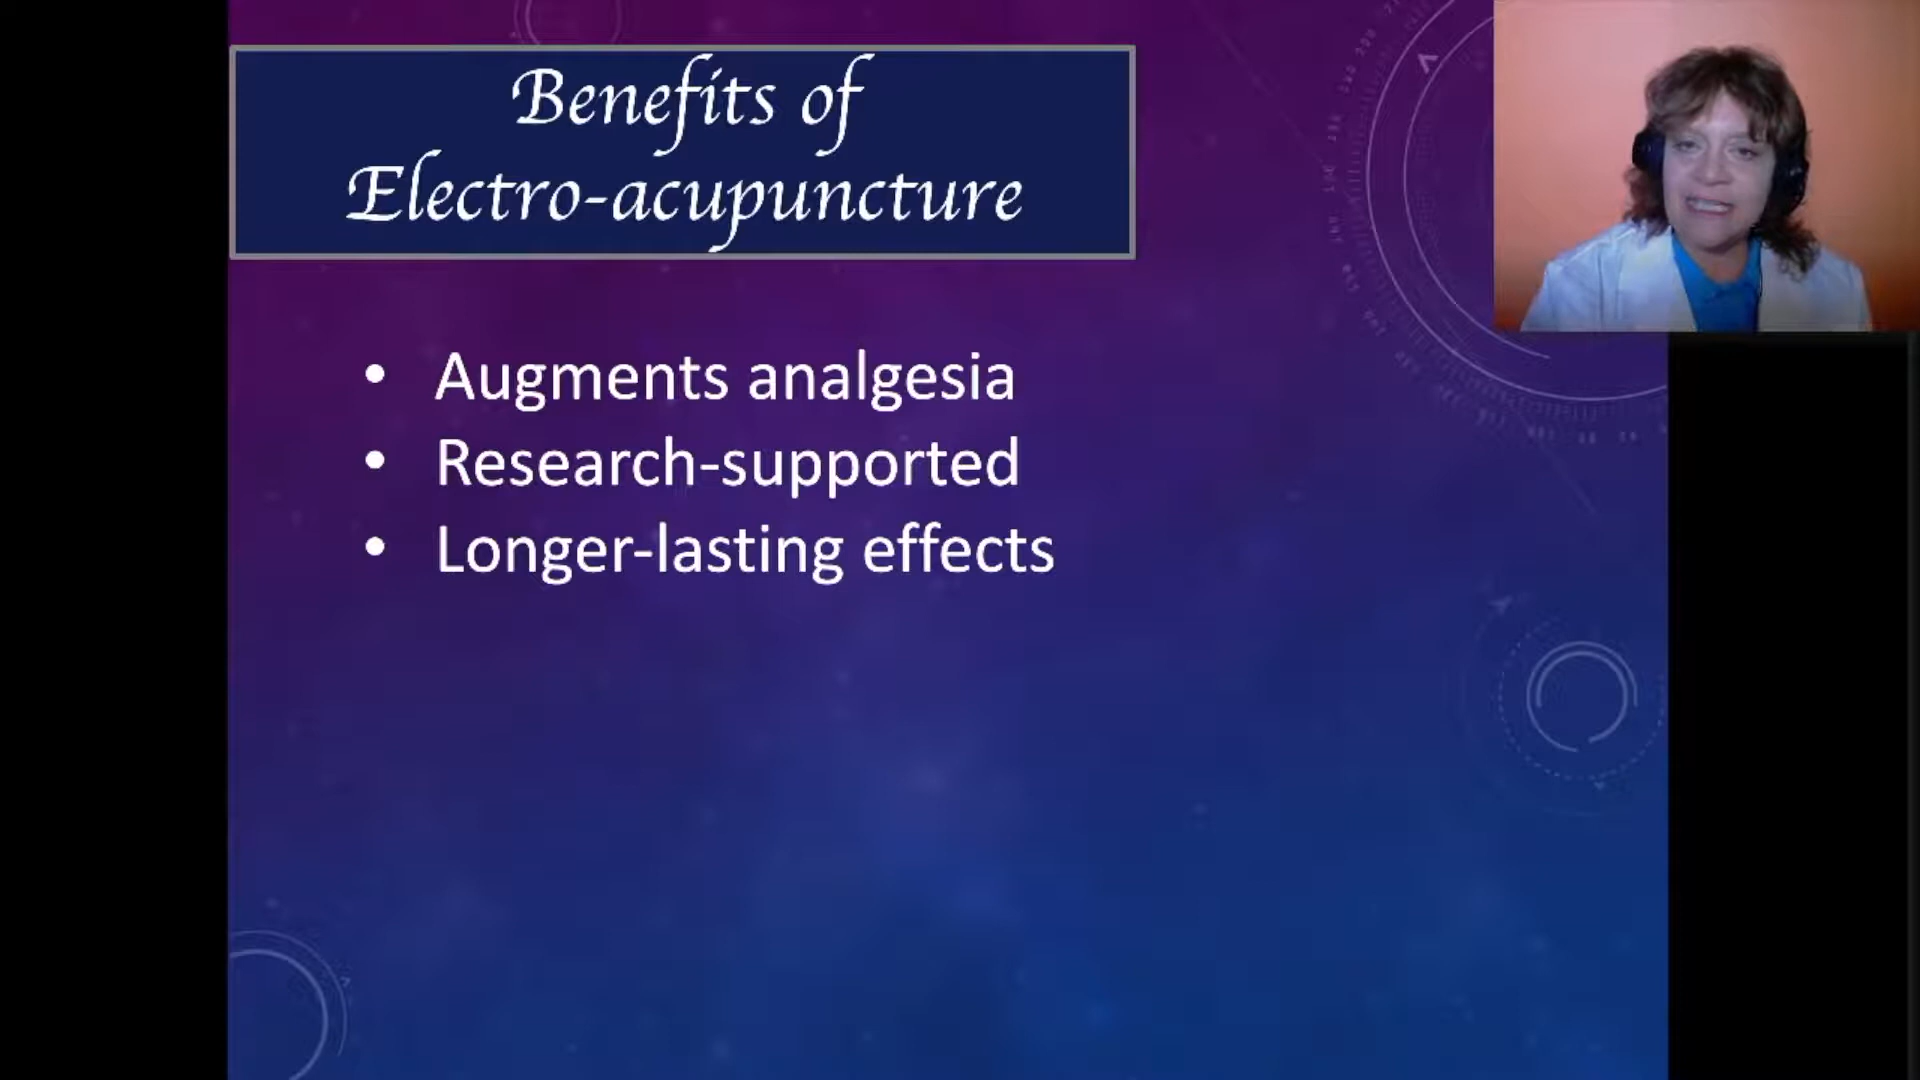 Benefits of
Electro-acupuncture
• Augments analgesia
• Research-supported
• Longer-lasting effects